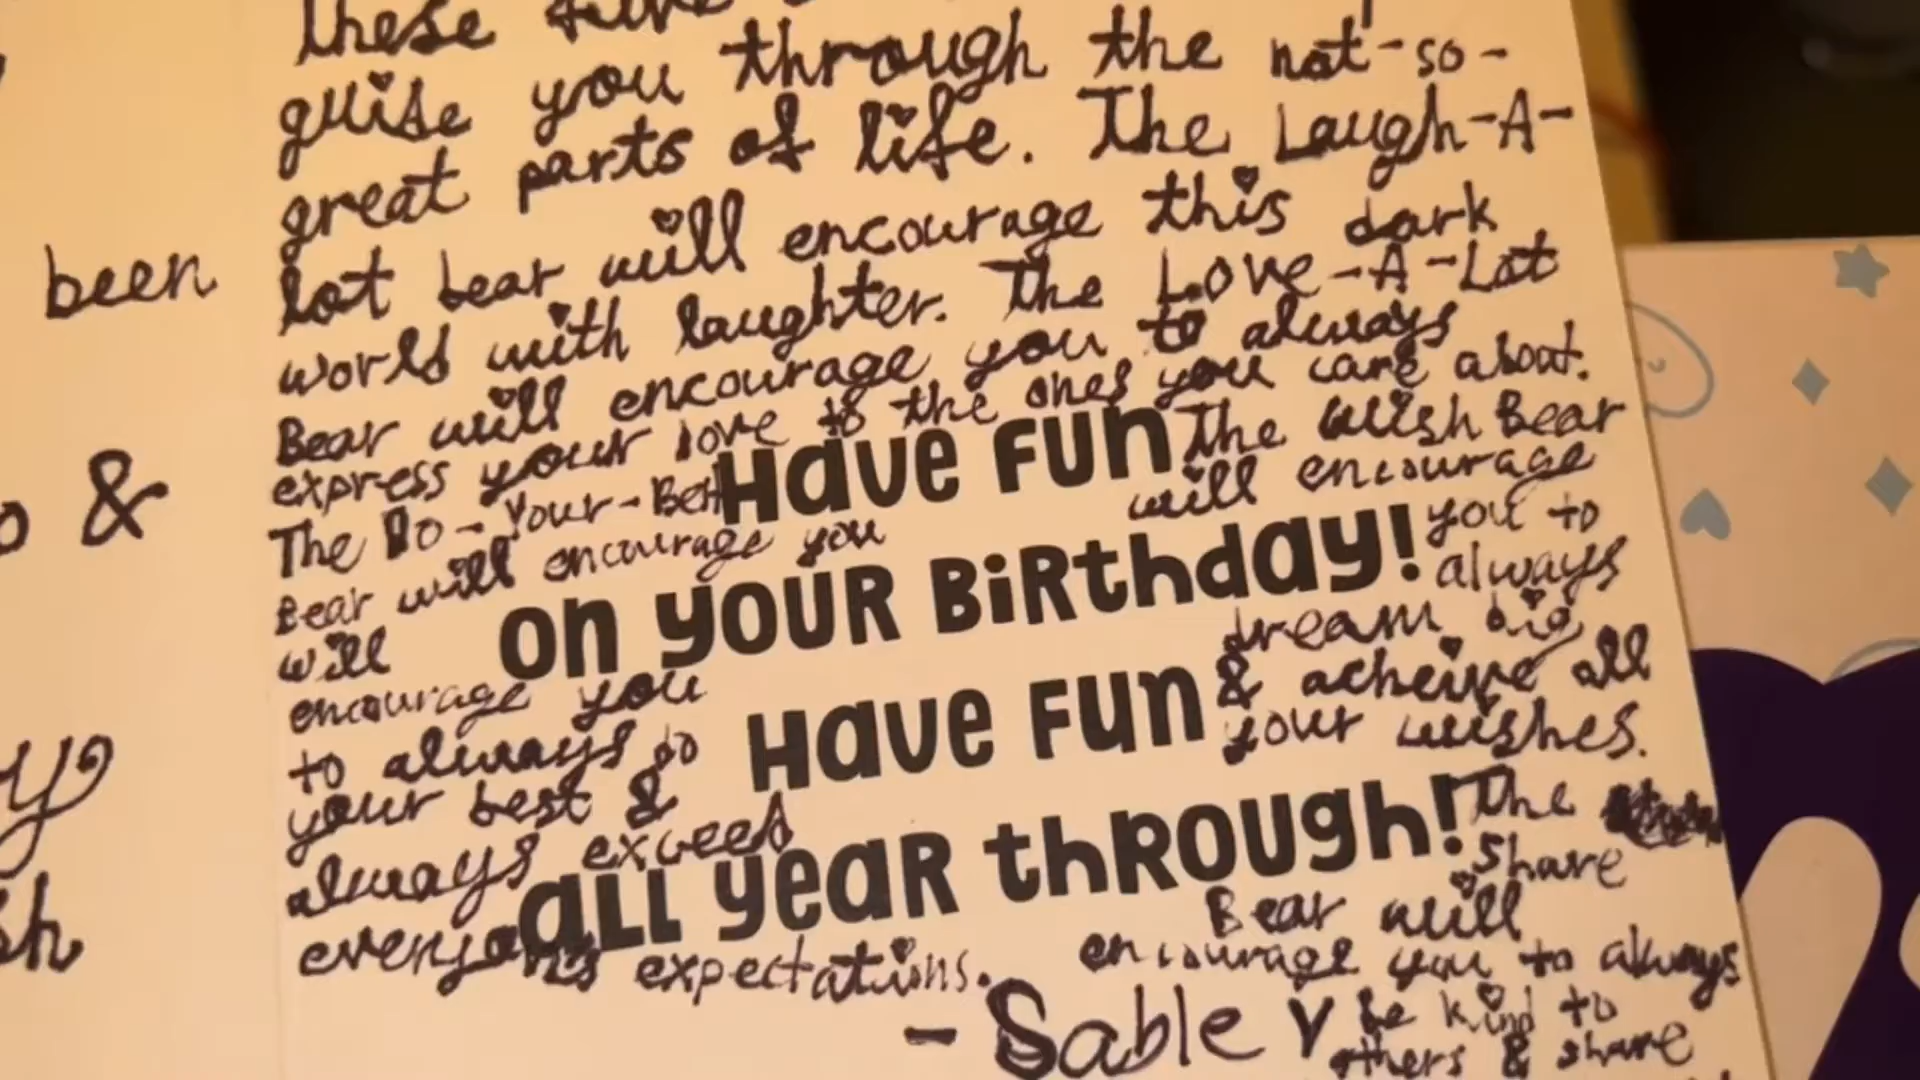 been
&
These
guide you through the not-so-
great parts of life. The Laugh-A-
lot bear will encourage this dark
world with laughter. The Love-A-Lot
Bear will encourage you to always
express your love to the ones you care about.
The Do-Your-Best
Bear will encourage you
will
encourage you
to always do
your best &
always exceed
everyone's expectations.
The Wish Bear
will encourage
you to
always
dream big
& acheive all
your wishes.
The
Share
Bear will
encourage you to always
be kind to
others & share
Have Fun
on your Birthday!
Have Fun
all year through!
- Sable V